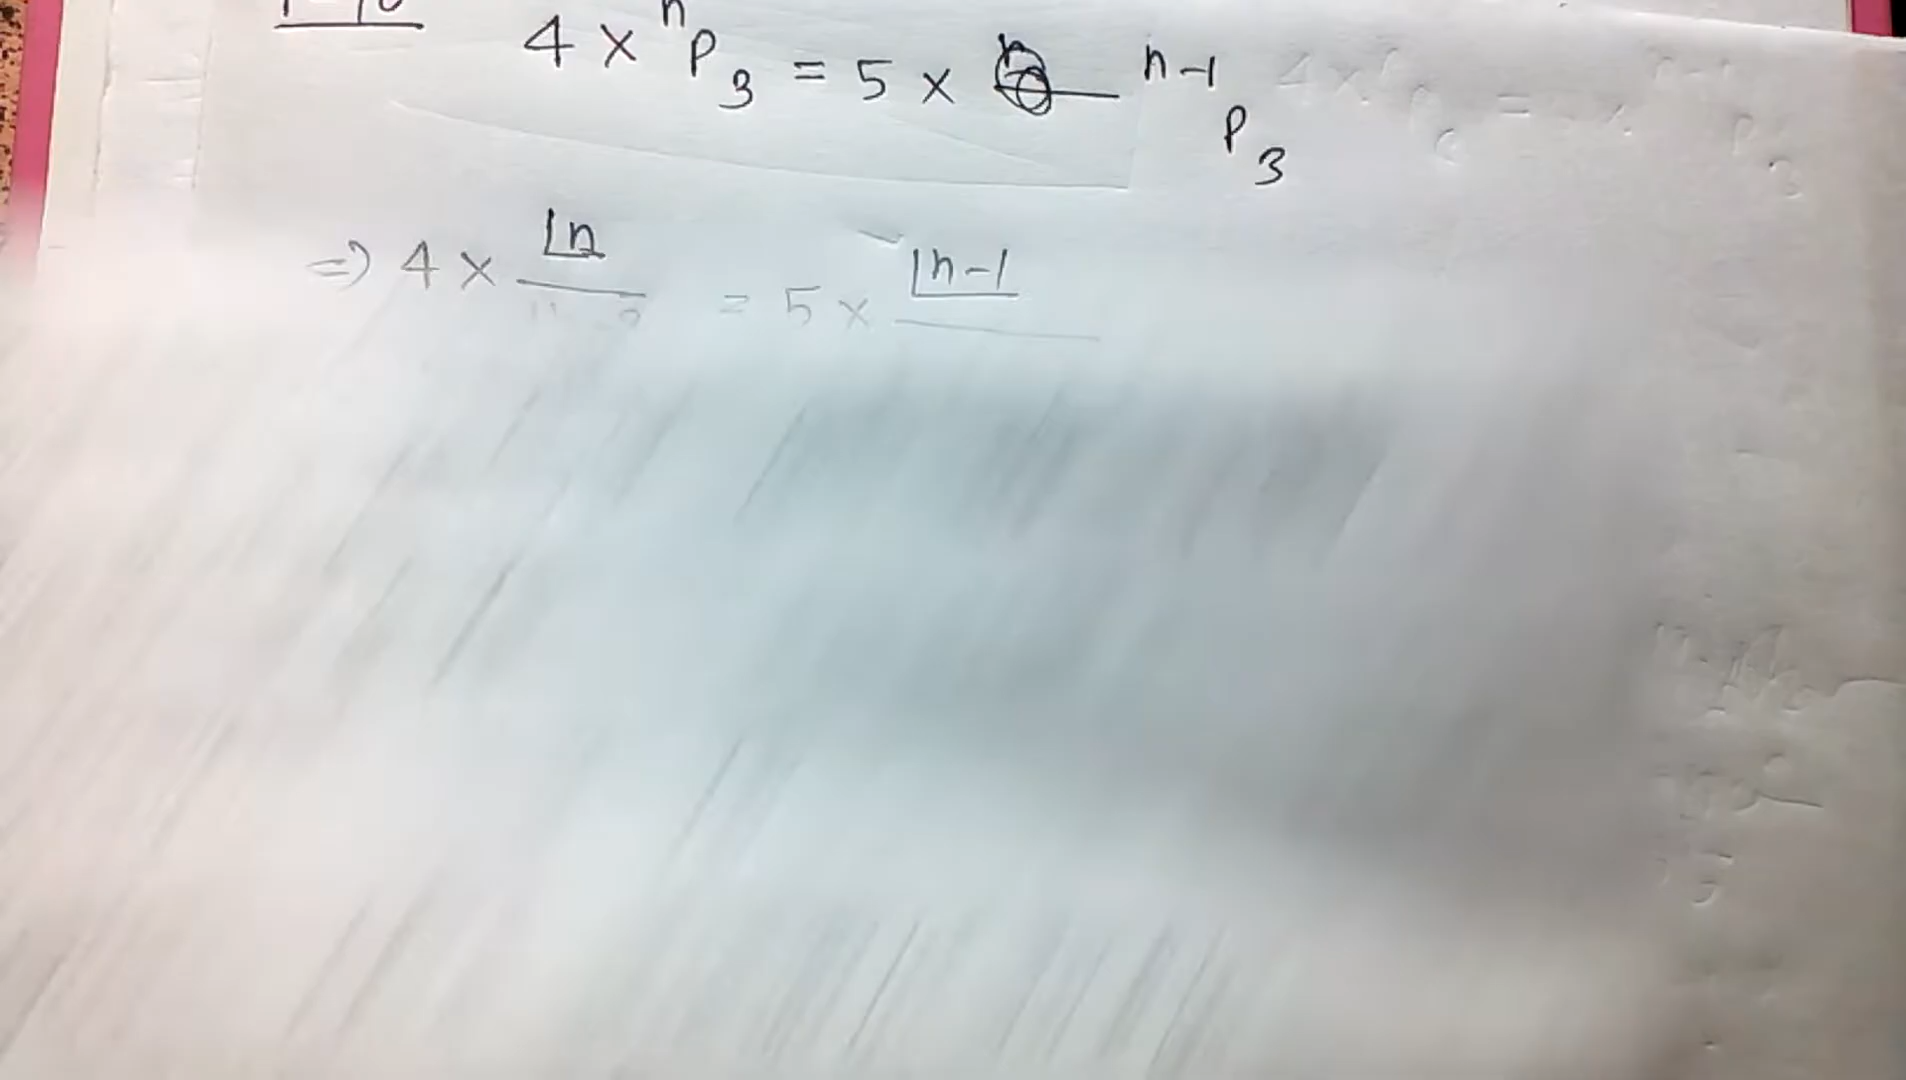 4 × ⁿP₃ = 5 × ⁿ⁻¹P₃
⇒ 4 × |n = 5 × |n-1